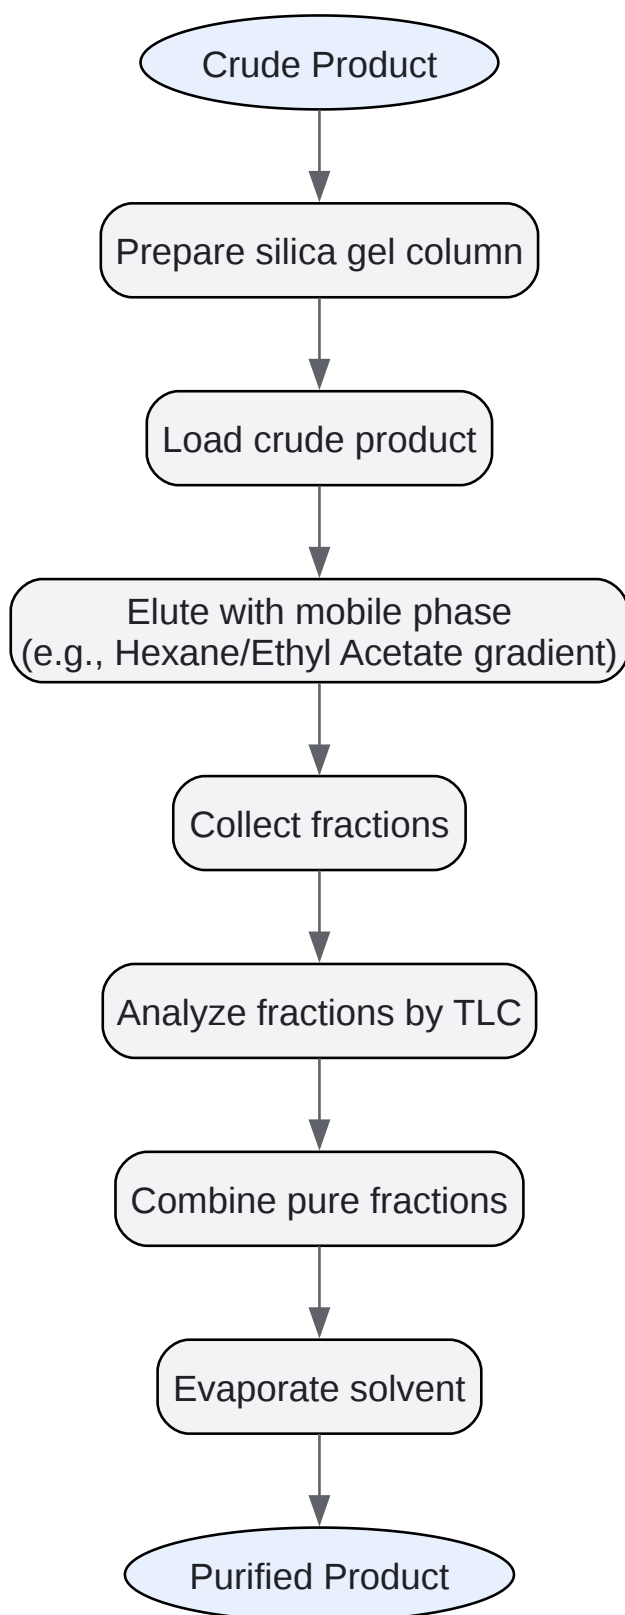 Crude Product
Prepare silica gel column
Load crude product
Elute with mobile phase
(e.g., Hexane/Ethyl Acetate gradient)
Collect fractions
Analyze fractions by TLC
Combine pure fractions
Evaporate solvent
Purified Product